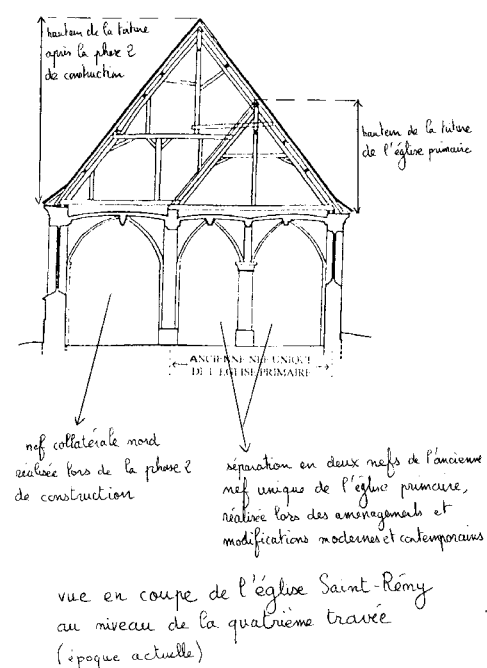 hauteur de la toiture
après la phase 2
de construction
hauteur de la toiture
de l'église primaire
ANCIENNE NEF UNIQUE
DE L'EGLISE PRIMAIRE
nef collatérale nord
réalisée lors de la phase 2
de construction
séparation en deux nefs de l'ancienne
nef unique de l'église primaire,
réalisée lors des aménagements et
modifications modernes et contemporains
vue en coupe de l'église Saint-Rémy
au niveau de la quatrième travée
(époque actuelle)